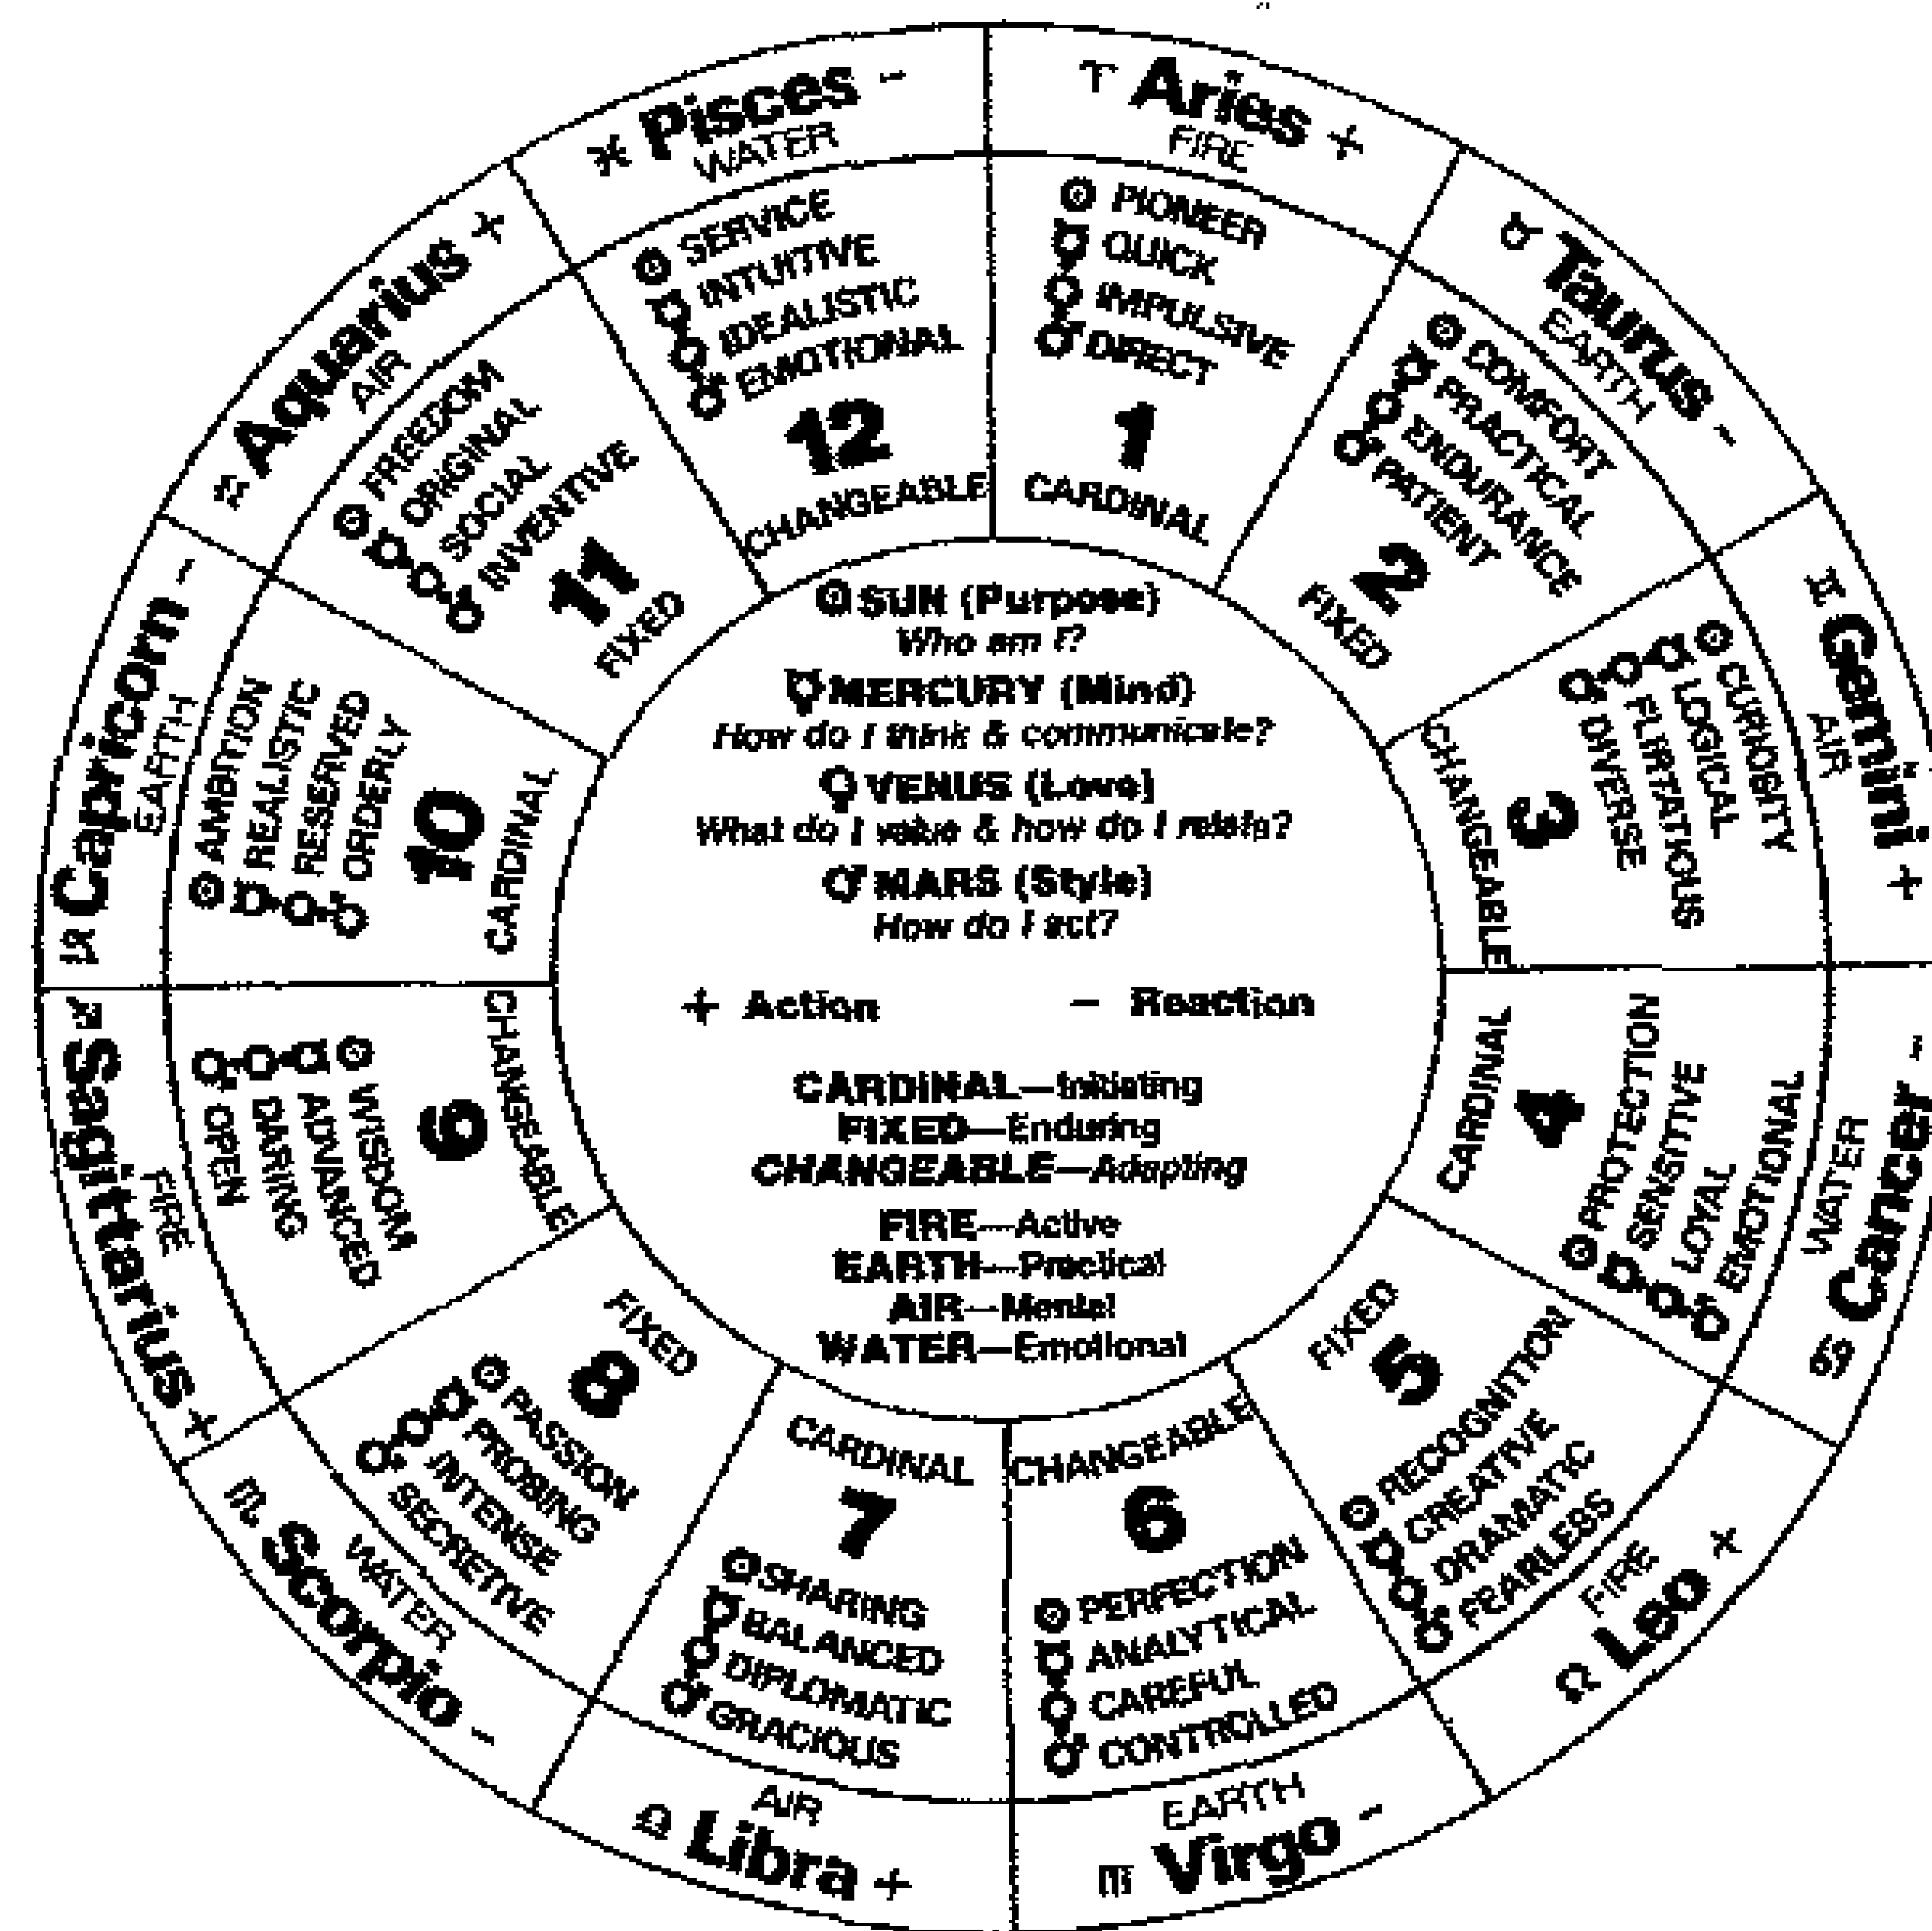 ♈ Aries +
FIRE
☉ PIONEER
☿ QUICK
♀ IMPULSIVE
♂ DIRECT
1
CARDINAL
♉ Taurus -
EARTH
☉ COMFORT
☿ PRACTICAL
♀ ENDURANCE
♂ PATIENT
2
FIXED
♊ Gemini +
AIR
☉ CURIOSITY
☿ LOGICAL
♀ FLIRTATIOUS
♂ DIVERSE
3
CHANGEABLE
♋ Cancer -
WATER
☉ PROTECTION
☿ SENSITIVE
♀ LOYAL
♂ EMOTIONAL
4
CARDINAL
♌ Leo +
FIRE
☉ RECOGNITION
☿ CREATIVE
♀ DRAMATIC
♂ FEARLESS
5
FIXED
♍ Virgo -
EARTH
☉ PERFECTION
☿ ANALYTICAL
♀ CAREFUL
♂ CONTROLLED
6
CHANGEABLE
♎ Libra +
AIR
☉ SHARING
☿ BALANCED
♀ DIPLOMATIC
♂ GRACIOUS
7
CARDINAL
♏ Scorpio -
WATER
☉ PASSION
☿ PROBING
♀ INTENSE
♂ SECRETIVE
8
FIXED
♐ Sagittarius +
FIRE
☉ WISDOM
☿ ADVANCED
♀ DARING
♂ OPEN
9
CHANGEABLE
♑ Capricorn -
EARTH
☉ AMBITION
☿ REALISTIC
♀ RESERVED
♂ ORDERLY
10
CARDINAL
♒ Aquarius +
AIR
☉ FREEDOM
☿ ORIGINAL
♀ SOCIAL
♂ INVENTIVE
11
FIXED
♓ Pisces -
WATER
☉ SERVICE
☿ INTUITIVE
♀ IDEALISTIC
♂ EMOTIONAL
12
CHANGEABLE
☉ SUN (Purpose)
Who am I?
☿ MERCURY (Mind)
How do I think & communicate?
♀ VENUS (Love)
What do I value & how do I relate?
♂ MARS (Style)
How do I act?
+ Action - Reaction
CARDINAL—Initiating
FIXED—Enduring
CHANGEABLE—Adapting
FIRE—Active
EARTH—Practical
AIR—Mental
WATER—Emotional